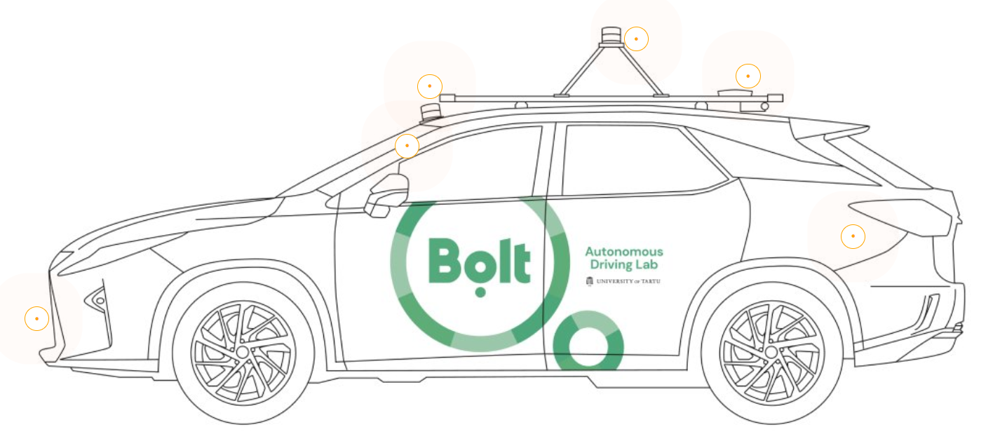 Bolt
Autonomous
Driving Lab
UNIVERSITY OF TARTU